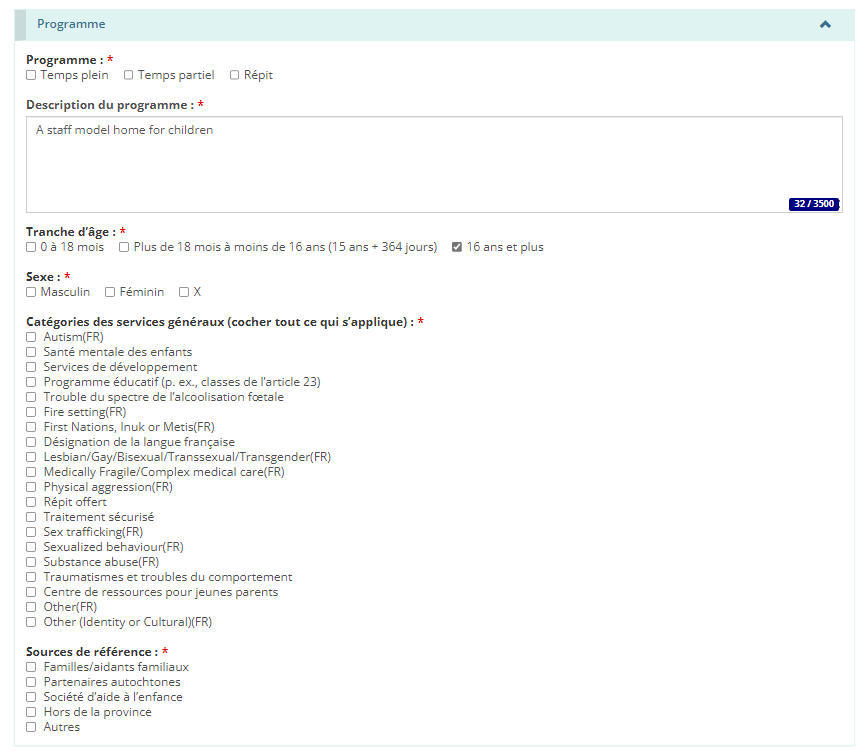 Programme
Programme : *
Temps plein Temps partiel Répit
Description du programme : *
A staff model home for children
32 / 3500
Tranche d’âge : *
0 à 18 mois Plus de 18 mois à moins de 16 ans (15 ans + 364 jours) 16 ans et plus
Sexe : *
Masculin Féminin X
Catégories des services généraux (cocher tout ce qui s’applique) : *
Autism(FR)
Santé mentale des enfants
Services de développement
Programme éducatif (p. ex., classes de l’article 23)
Trouble du spectre de l’alcoolisation fœtale
Fire setting(FR)
First Nations, Inuk or Metis(FR)
Désignation de la langue française
Lesbian/Gay/Bisexual/Transsexual/Transgender(FR)
Medically Fragile/Complex medical care(FR)
Physical aggression(FR)
Répit offert
Traitement sécurisé
Sex trafficking(FR)
Sexualized behaviour(FR)
Substance abuse(FR)
Traumatismes et troubles du comportement
Centre de ressources pour jeunes parents
Other(FR)
Other (Identity or Cultural)(FR)
Sources de référence : *
Familles/aidants familiaux
Partenaires autochtones
Société d’aide à l’enfance
Hors de la province
Autres